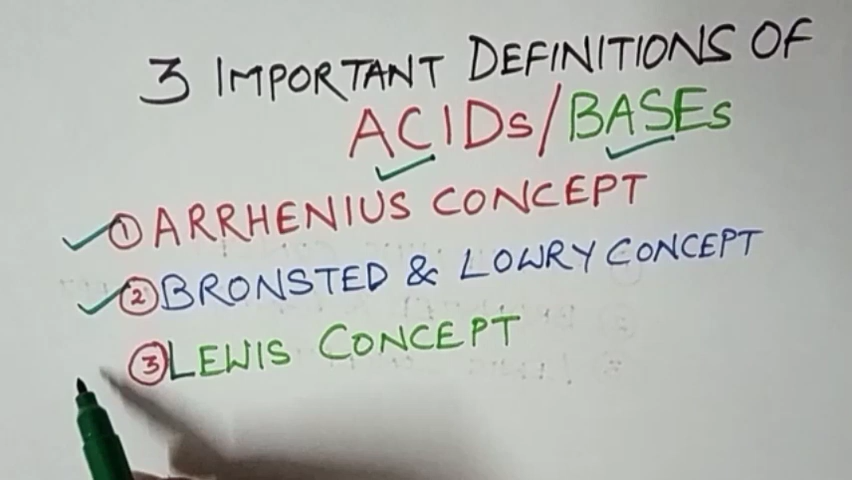 3 IMPORTANT DEFINITIONS OF
ACIDs/BASEs
① ARRHENIUS CONCEPT
② BRONSTED & LOWRY CONCEPT
③ LEWIS CONCEPT